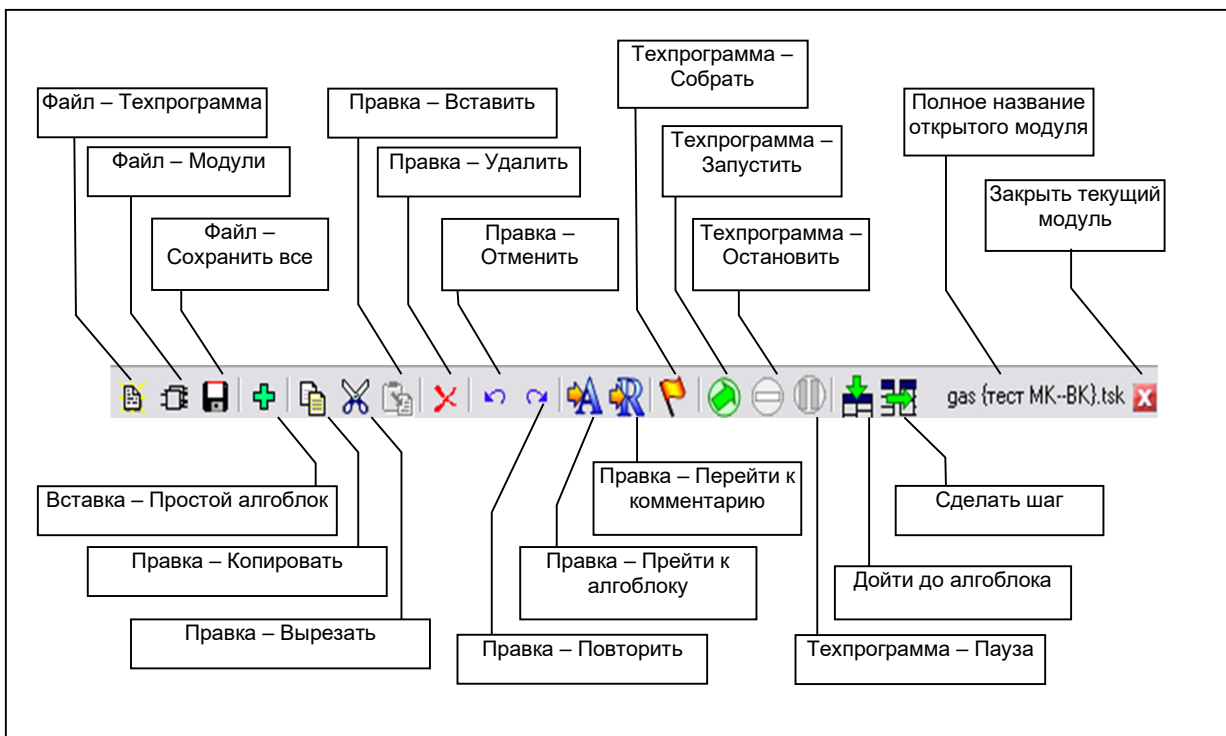 Техпрограмма –
Собрать
Файл – Техпрограмма
Правка – Вставить
Полное название
открытого модуля
Файл – Модули
Правка – Удалить
Техпрограмма –
Запустить
Закрыть текущий
модуль
Файл –
Сохранить все
Правка –
Отменить
Техпрограмма –
Остановить
A
R
gas {тест МК--ВК}.tsk
Вставка – Простой алгоблок
Правка – Перейти к
комментарию
Сделать шаг
Правка – Копировать
Правка – Прейти к
алгоблоку
Дойти до алгоблока
Правка – Вырезать
Правка – Повторить
Техпрограмма – Пауза